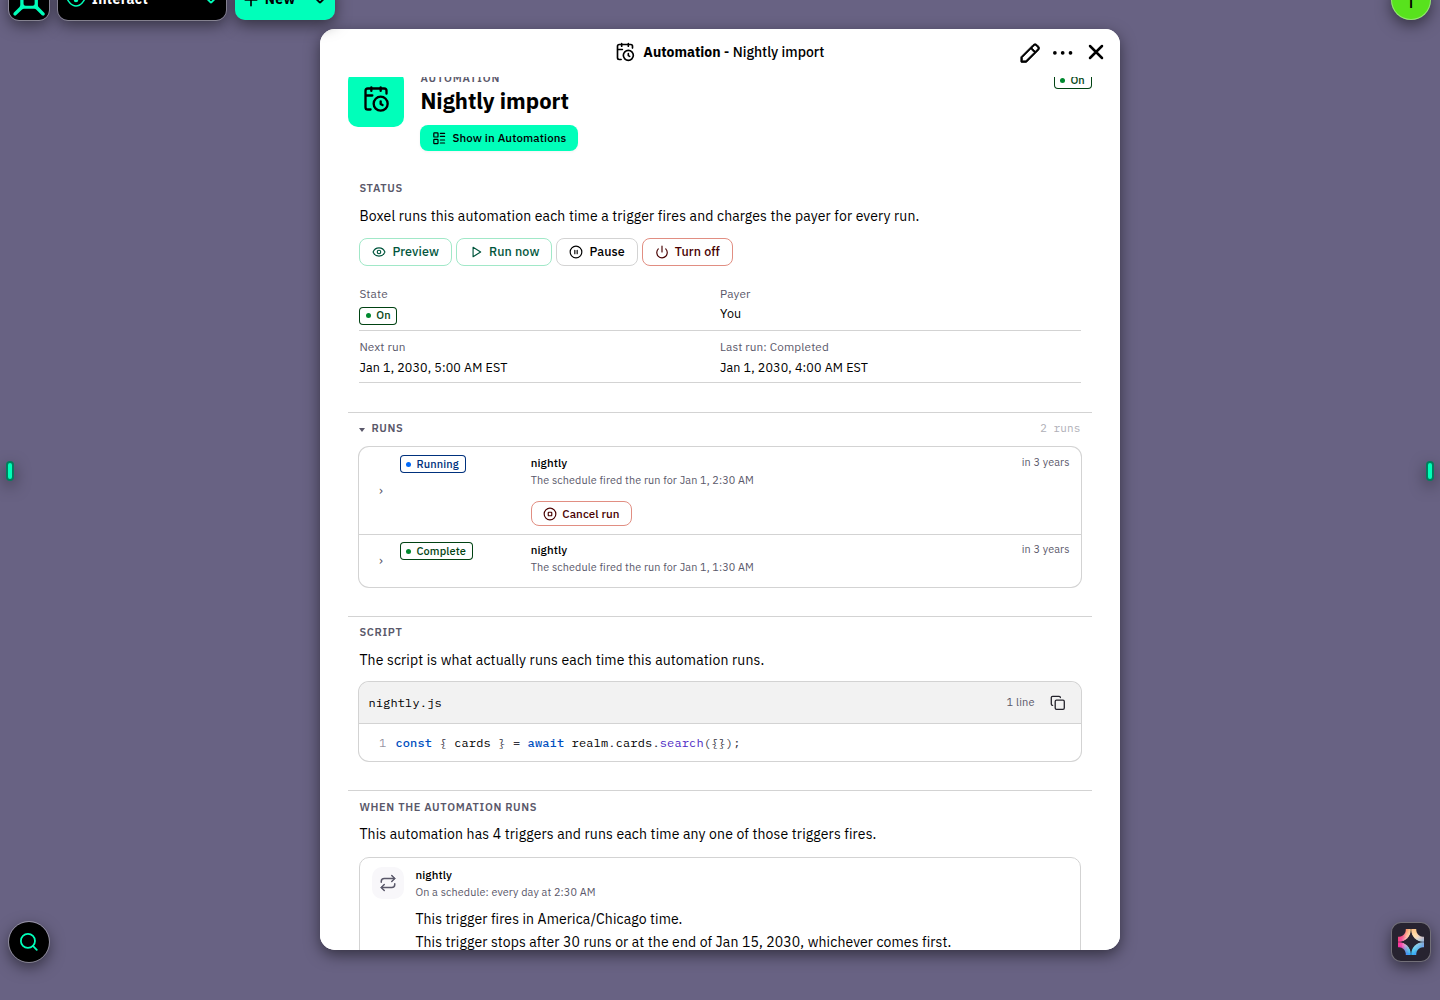 Interact
New
Automation - Nightly import
AUTOMATION
On
Nightly import
Show in Automations
STATUS
Boxel runs this automation each time a trigger fires and charges the payer for every run.
Preview
Run now
Pause
Turn off
State
Payer
On
You
Next run
Last run: Completed
Jan 1, 2030, 5:00 AM EST
Jan 1, 2030, 4:00 AM EST
RUNS
2 runs
Running
nightly
in 3 years
The schedule fired the run for Jan 1, 2:30 AM
Cancel run
Complete
nightly
in 3 years
The schedule fired the run for Jan 1, 1:30 AM
SCRIPT
The script is what actually runs each time this automation runs.
nightly.js
1 line
1 const { cards } = await realm.cards.search({});
WHEN THE AUTOMATION RUNS
This automation has 4 triggers and runs each time any one of those triggers fires.
nightly
On a schedule: every day at 2:30 AM
This trigger fires in America/Chicago time.
This trigger stops after 30 runs or at the end of Jan 15, 2030, whichever comes first.